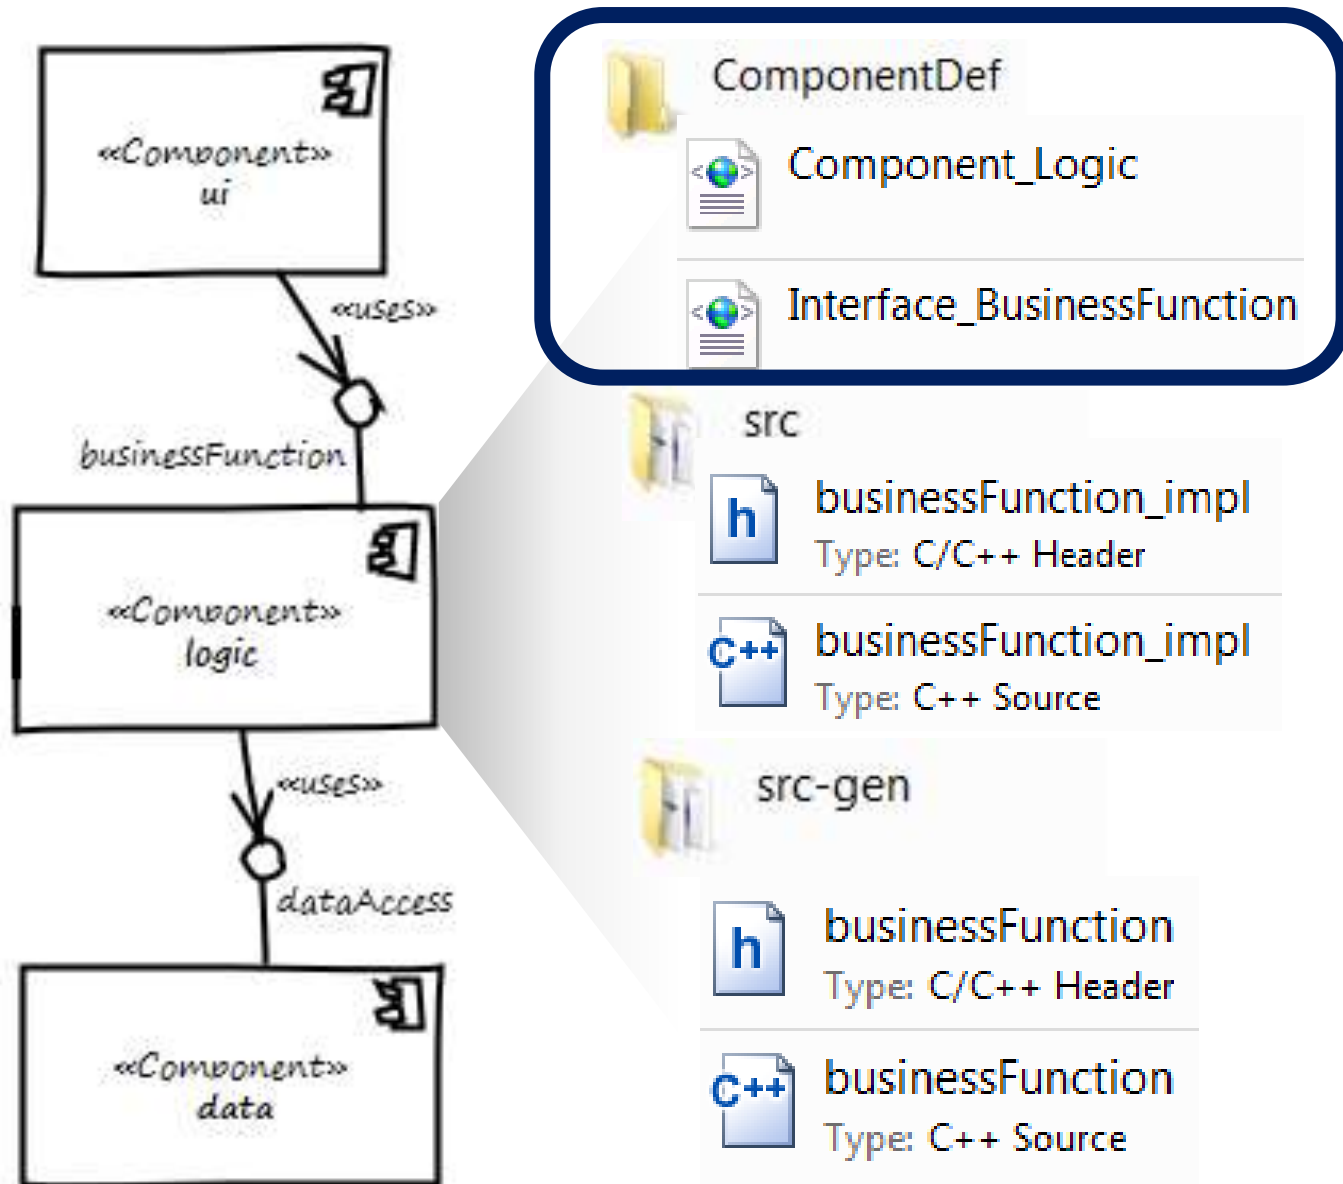 «Component»
ui
«uses»
businessFunction
«Component»
logic
«uses»
dataAccess
«Component»
data
ComponentDef
Component_Logic
Interface_BusinessFunction
src
h
businessFunction_impl
Type: C/C++ Header
C++
businessFunction_impl
Type: C++ Source
src-gen
h
businessFunction
Type: C/C++ Header
C++
businessFunction
Type: C++ Source